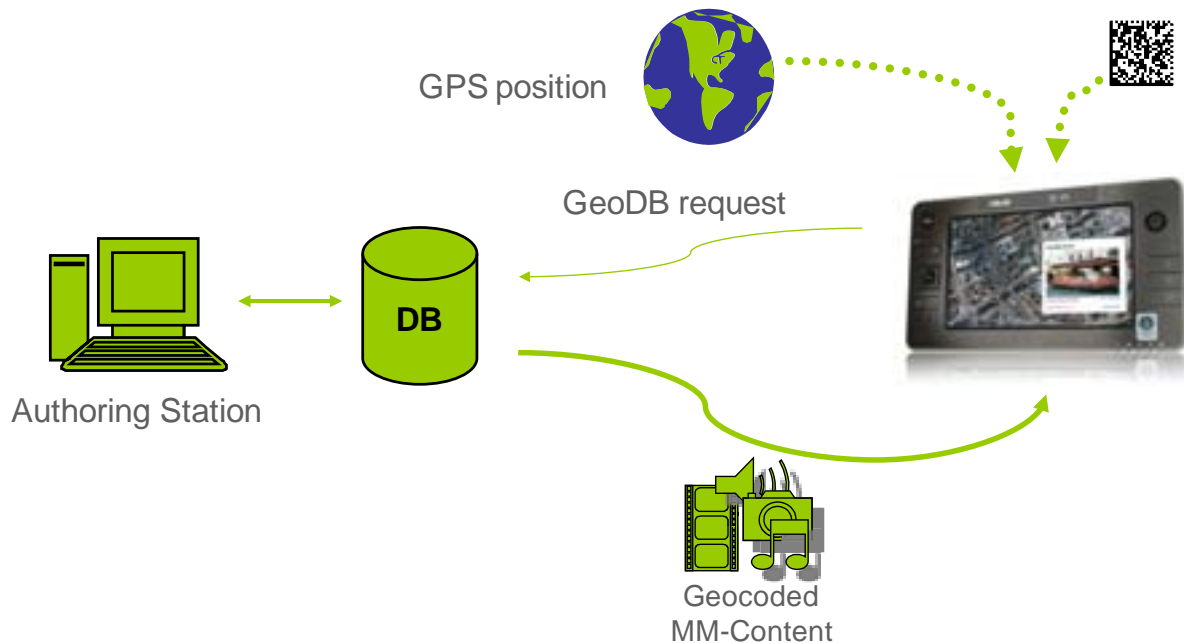 GPS position
GeoDB request
DB
Authoring Station
Geocoded
MM-Content